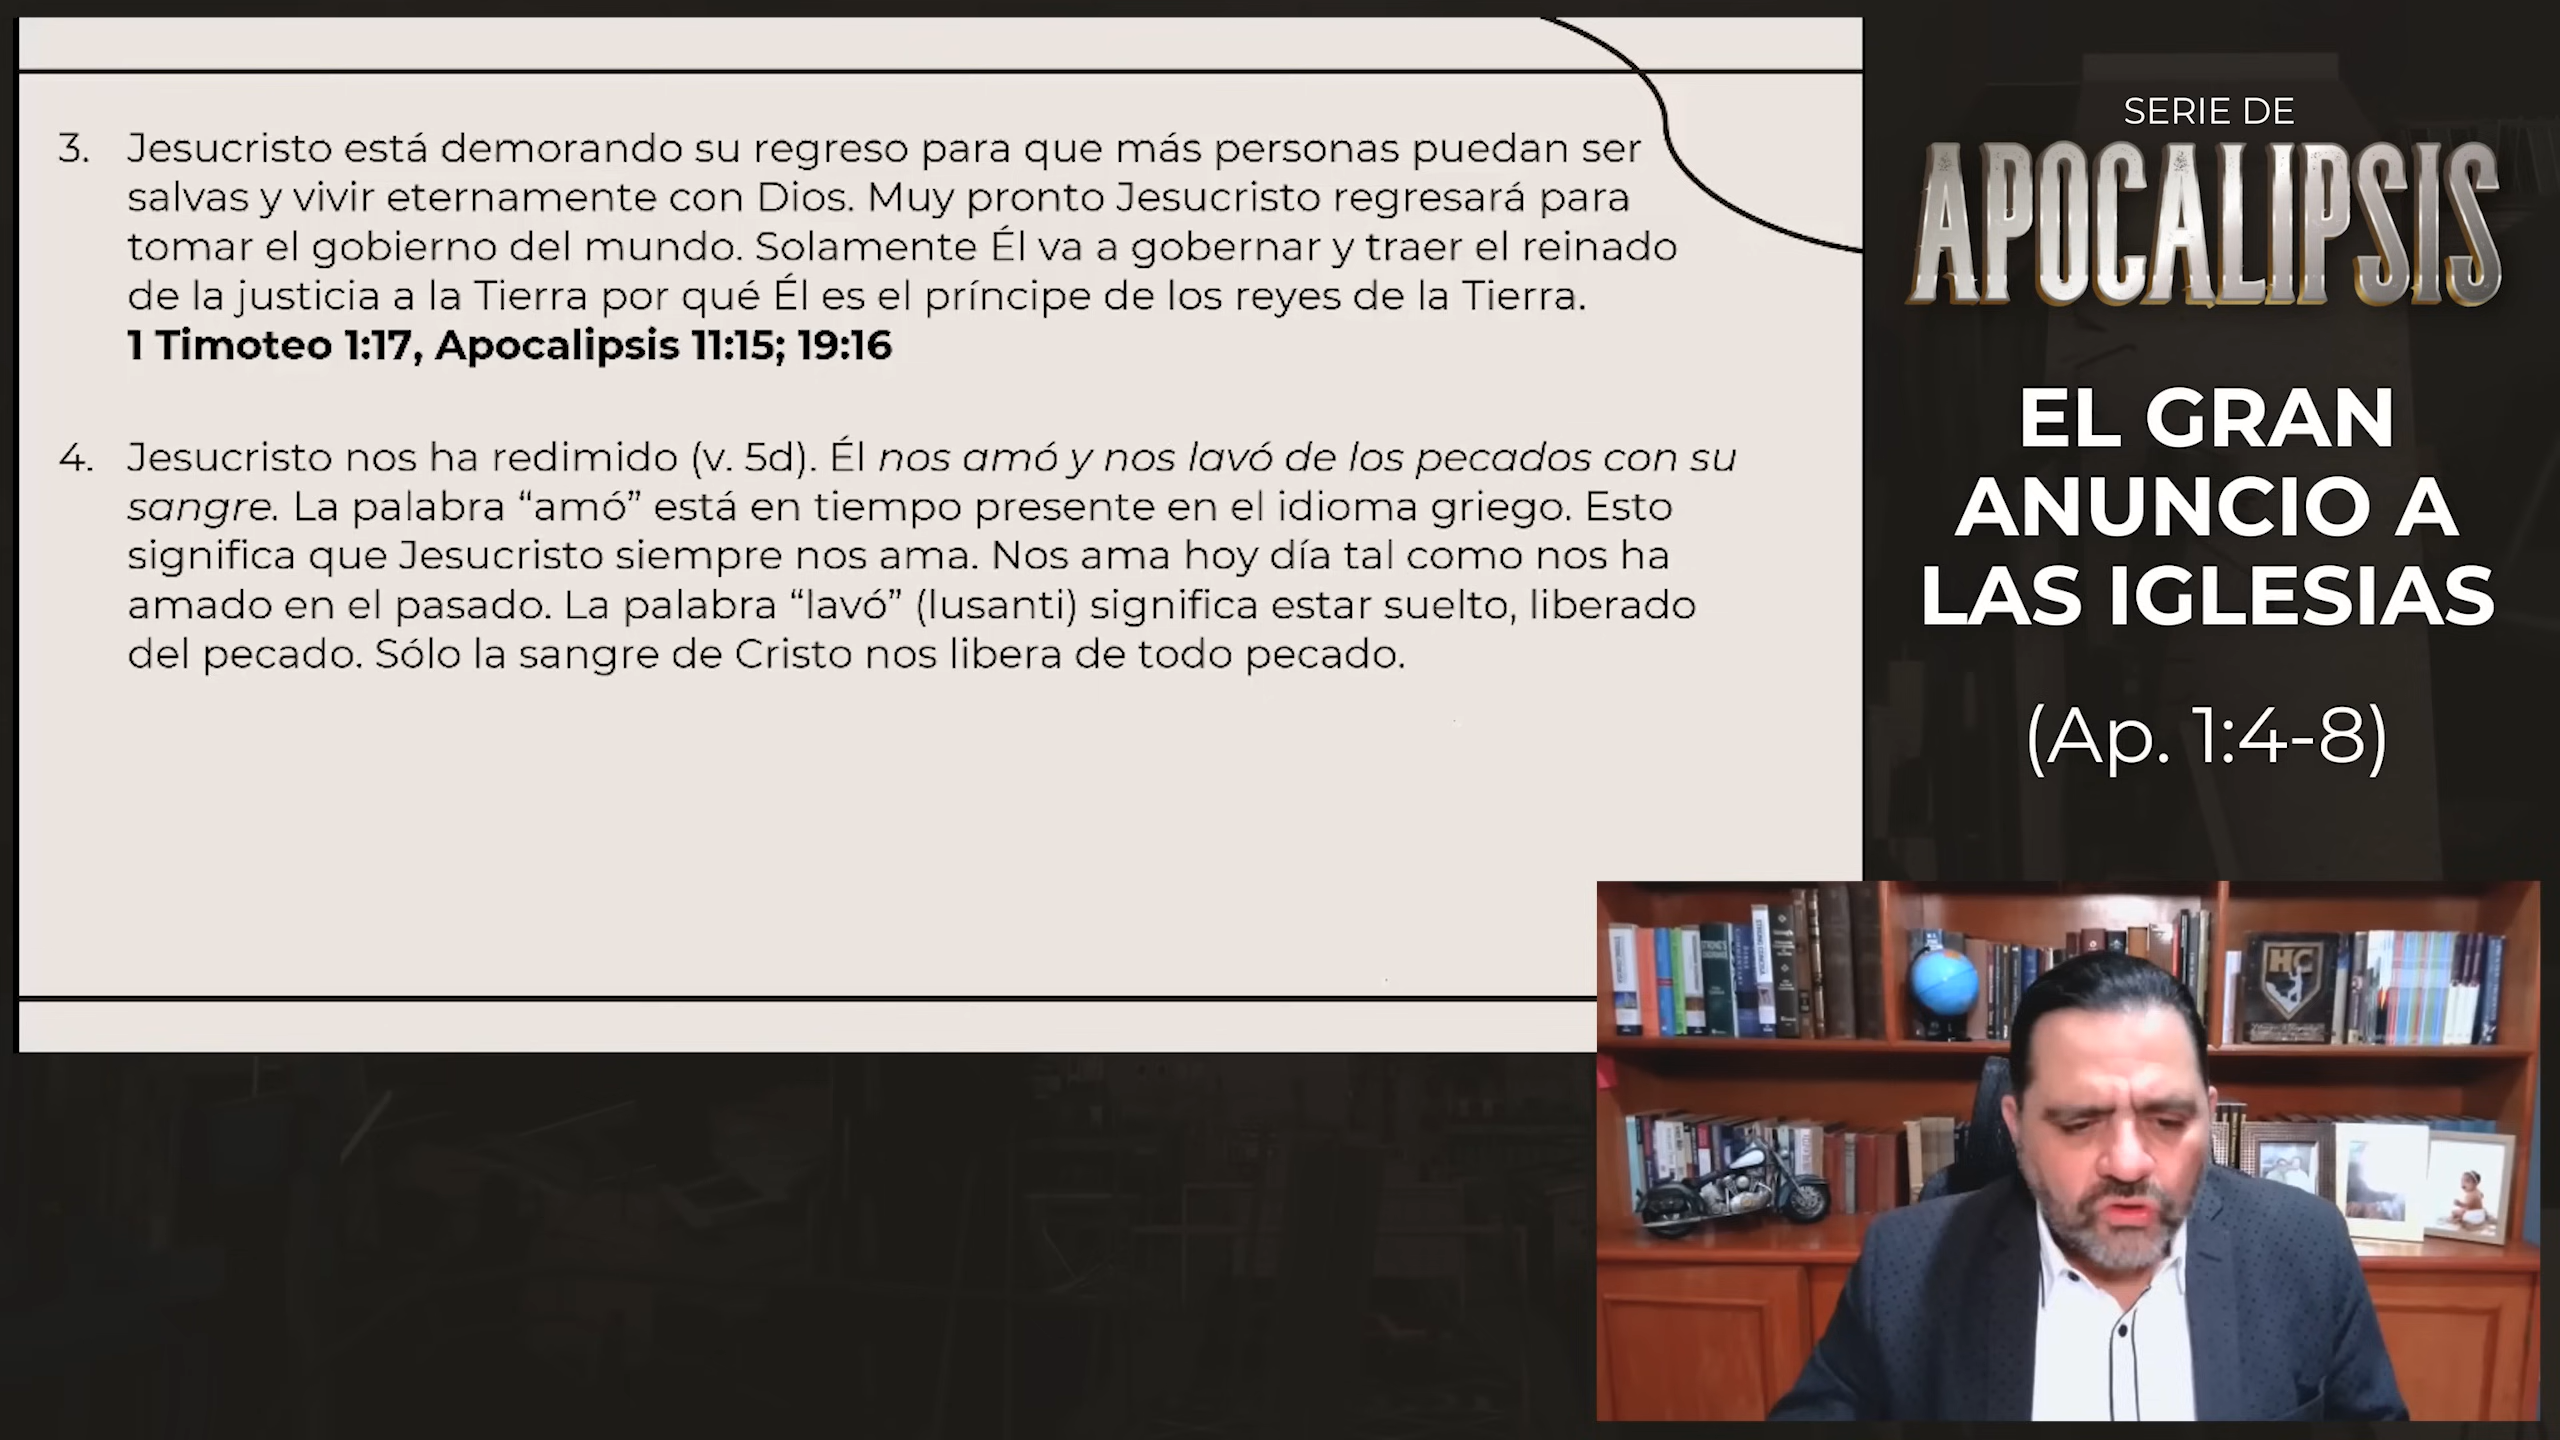 3. Jesucristo está demorando su regreso para que más personas puedan ser
salvas y vivir eternamente con Dios. Muy pronto Jesucristo regresará para
tomar el gobierno del mundo. Solamente Él va a gobernar y traer el reinado
de la justicia a la Tierra por qué Él es el príncipe de los reyes de la Tierra.
1 Timoteo 1:17, Apocalipsis 11:15; 19:16
4. Jesucristo nos ha redimido (v. 5d). Él nos amó y nos lavó de los pecados con su
sangre. La palabra “amó” está en tiempo presente en el idioma griego. Esto
significa que Jesucristo siempre nos ama. Nos ama hoy día tal como nos ha
amado en el pasado. La palabra “lavó” (lusanti) significa estar suelto, liberado
del pecado. Sólo la sangre de Cristo nos libera de todo pecado.
SERIE DE
APOCALIPSIS
EL GRAN
ANUNCIO A
LAS IGLESIAS
(Ap. 1:4-8)
HC